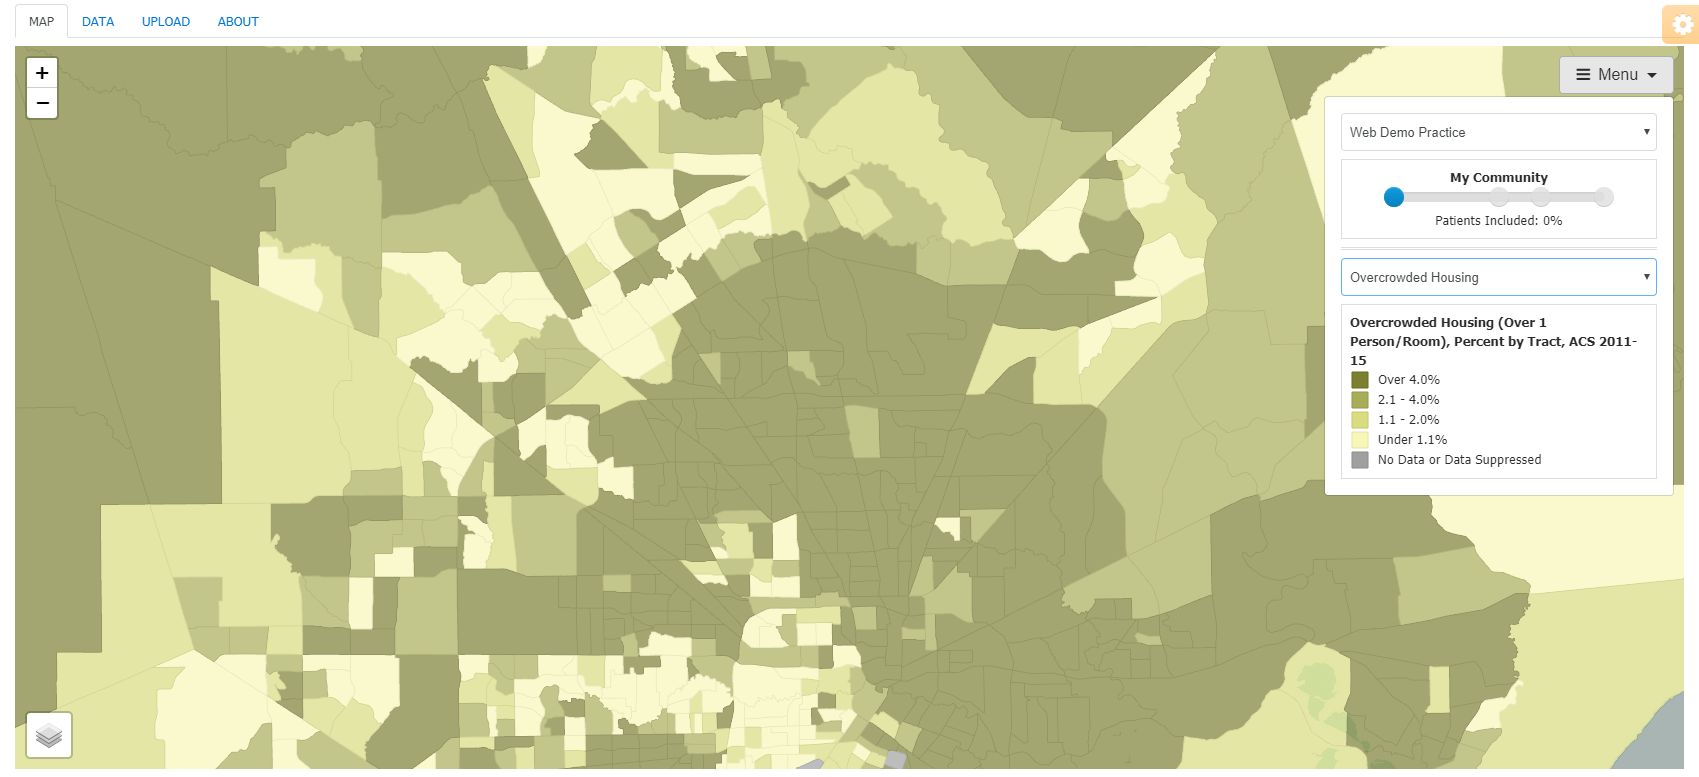 MAP DATA UPLOAD ABOUT
+
−
Menu
Web Demo Practice
My Community
Patients Included: 0%
Overcrowded Housing
Overcrowded Housing (Over 1
Person/Room), Percent by Tract, ACS 2011-
15
Over 4.0%
2.1 - 4.0%
1.1 - 2.0%
Under 1.1%
No Data or Data Suppressed